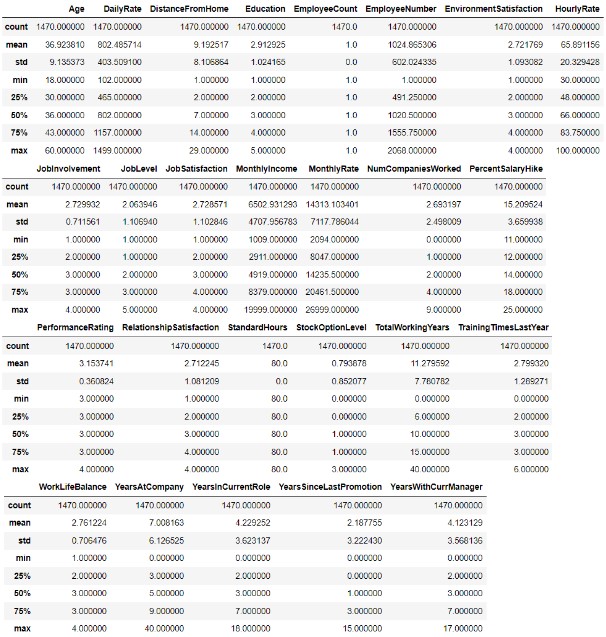 Age DailyRate DistanceFromHome Education EmployeeCount EmployeeNumber EnvironmentSatisfaction HourlyRate
count 1470.000000 1470.000000 1470.000000 1470.000000 1470.0 1470.000000 1470.000000 1470.000000
mean 36.923810 802.485714 9.192517 2.912925 1.0 1024.865306 2.721769 65.891156
std 9.135373 403.509100 8.106864 1.024165 0.0 602.024335 1.093082 20.329428
min 18.000000 102.000000 1.000000 1.000000 1.0 1.000000 1.000000 30.000000
25% 30.000000 465.000000 2.000000 2.000000 1.0 491.250000 2.000000 48.000000
50% 36.000000 802.000000 7.000000 3.000000 1.0 1020.500000 3.000000 66.000000
75% 43.000000 1157.000000 14.000000 4.000000 1.0 1555.750000 4.000000 83.750000
max 60.000000 1499.000000 29.000000 5.000000 1.0 2068.000000 4.000000 100.000000
JobInvolvement JobLevel JobSatisfaction MonthlyIncome MonthlyRate NumCompaniesWorked PercentSalaryHike
count 1470.000000 1470.000000 1470.000000 1470.000000 1470.000000 1470.000000 1470.000000
mean 2.729932 2.063946 2.728571 6502.931293 14313.103401 2.693197 15.209524
std 0.711561 1.106940 1.102846 4707.956783 7117.786044 2.498009 3.659938
min 1.000000 1.000000 1.000000 1009.000000 2094.000000 0.000000 11.000000
25% 2.000000 1.000000 2.000000 2911.000000 8047.000000 1.000000 12.000000
50% 3.000000 2.000000 3.000000 4919.000000 14235.500000 2.000000 14.000000
75% 3.000000 3.000000 4.000000 8379.000000 20461.500000 4.000000 18.000000
max 4.000000 5.000000 4.000000 19999.000000 26999.000000 9.000000 25.000000
PerformanceRating RelationshipSatisfaction StandardHours StockOptionLevel TotalWorkingYears TrainingTimesLastYear
count 1470.000000 1470.000000 1470.0 1470.000000 1470.000000 1470.000000
mean 3.153741 2.712245 80.0 0.793878 11.279592 2.799320
std 0.360824 1.081209 0.0 0.852077 7.780782 1.289271
min 3.000000 1.000000 80.0 0.000000 0.000000 0.000000
25% 3.000000 2.000000 80.0 0.000000 6.000000 2.000000
50% 3.000000 3.000000 80.0 1.000000 10.000000 3.000000
75% 3.000000 4.000000 80.0 1.000000 15.000000 3.000000
max 4.000000 4.000000 80.0 3.000000 40.000000 6.000000
WorkLifeBalance YearsAtCompany YearsInCurrentRole YearsSinceLastPromotion YearsWithCurrManager
count 1470.000000 1470.000000 1470.000000 1470.000000 1470.000000
mean 2.761224 7.008163 4.229252 2.187755 4.123129
std 0.706476 6.126525 3.623137 3.222430 3.568136
min 1.000000 0.000000 0.000000 0.000000 0.000000
25% 2.000000 3.000000 2.000000 0.000000 2.000000
50% 3.000000 5.000000 3.000000 1.000000 3.000000
75% 3.000000 9.000000 7.000000 3.000000 7.000000
max 4.000000 40.000000 18.000000 15.000000 17.000000